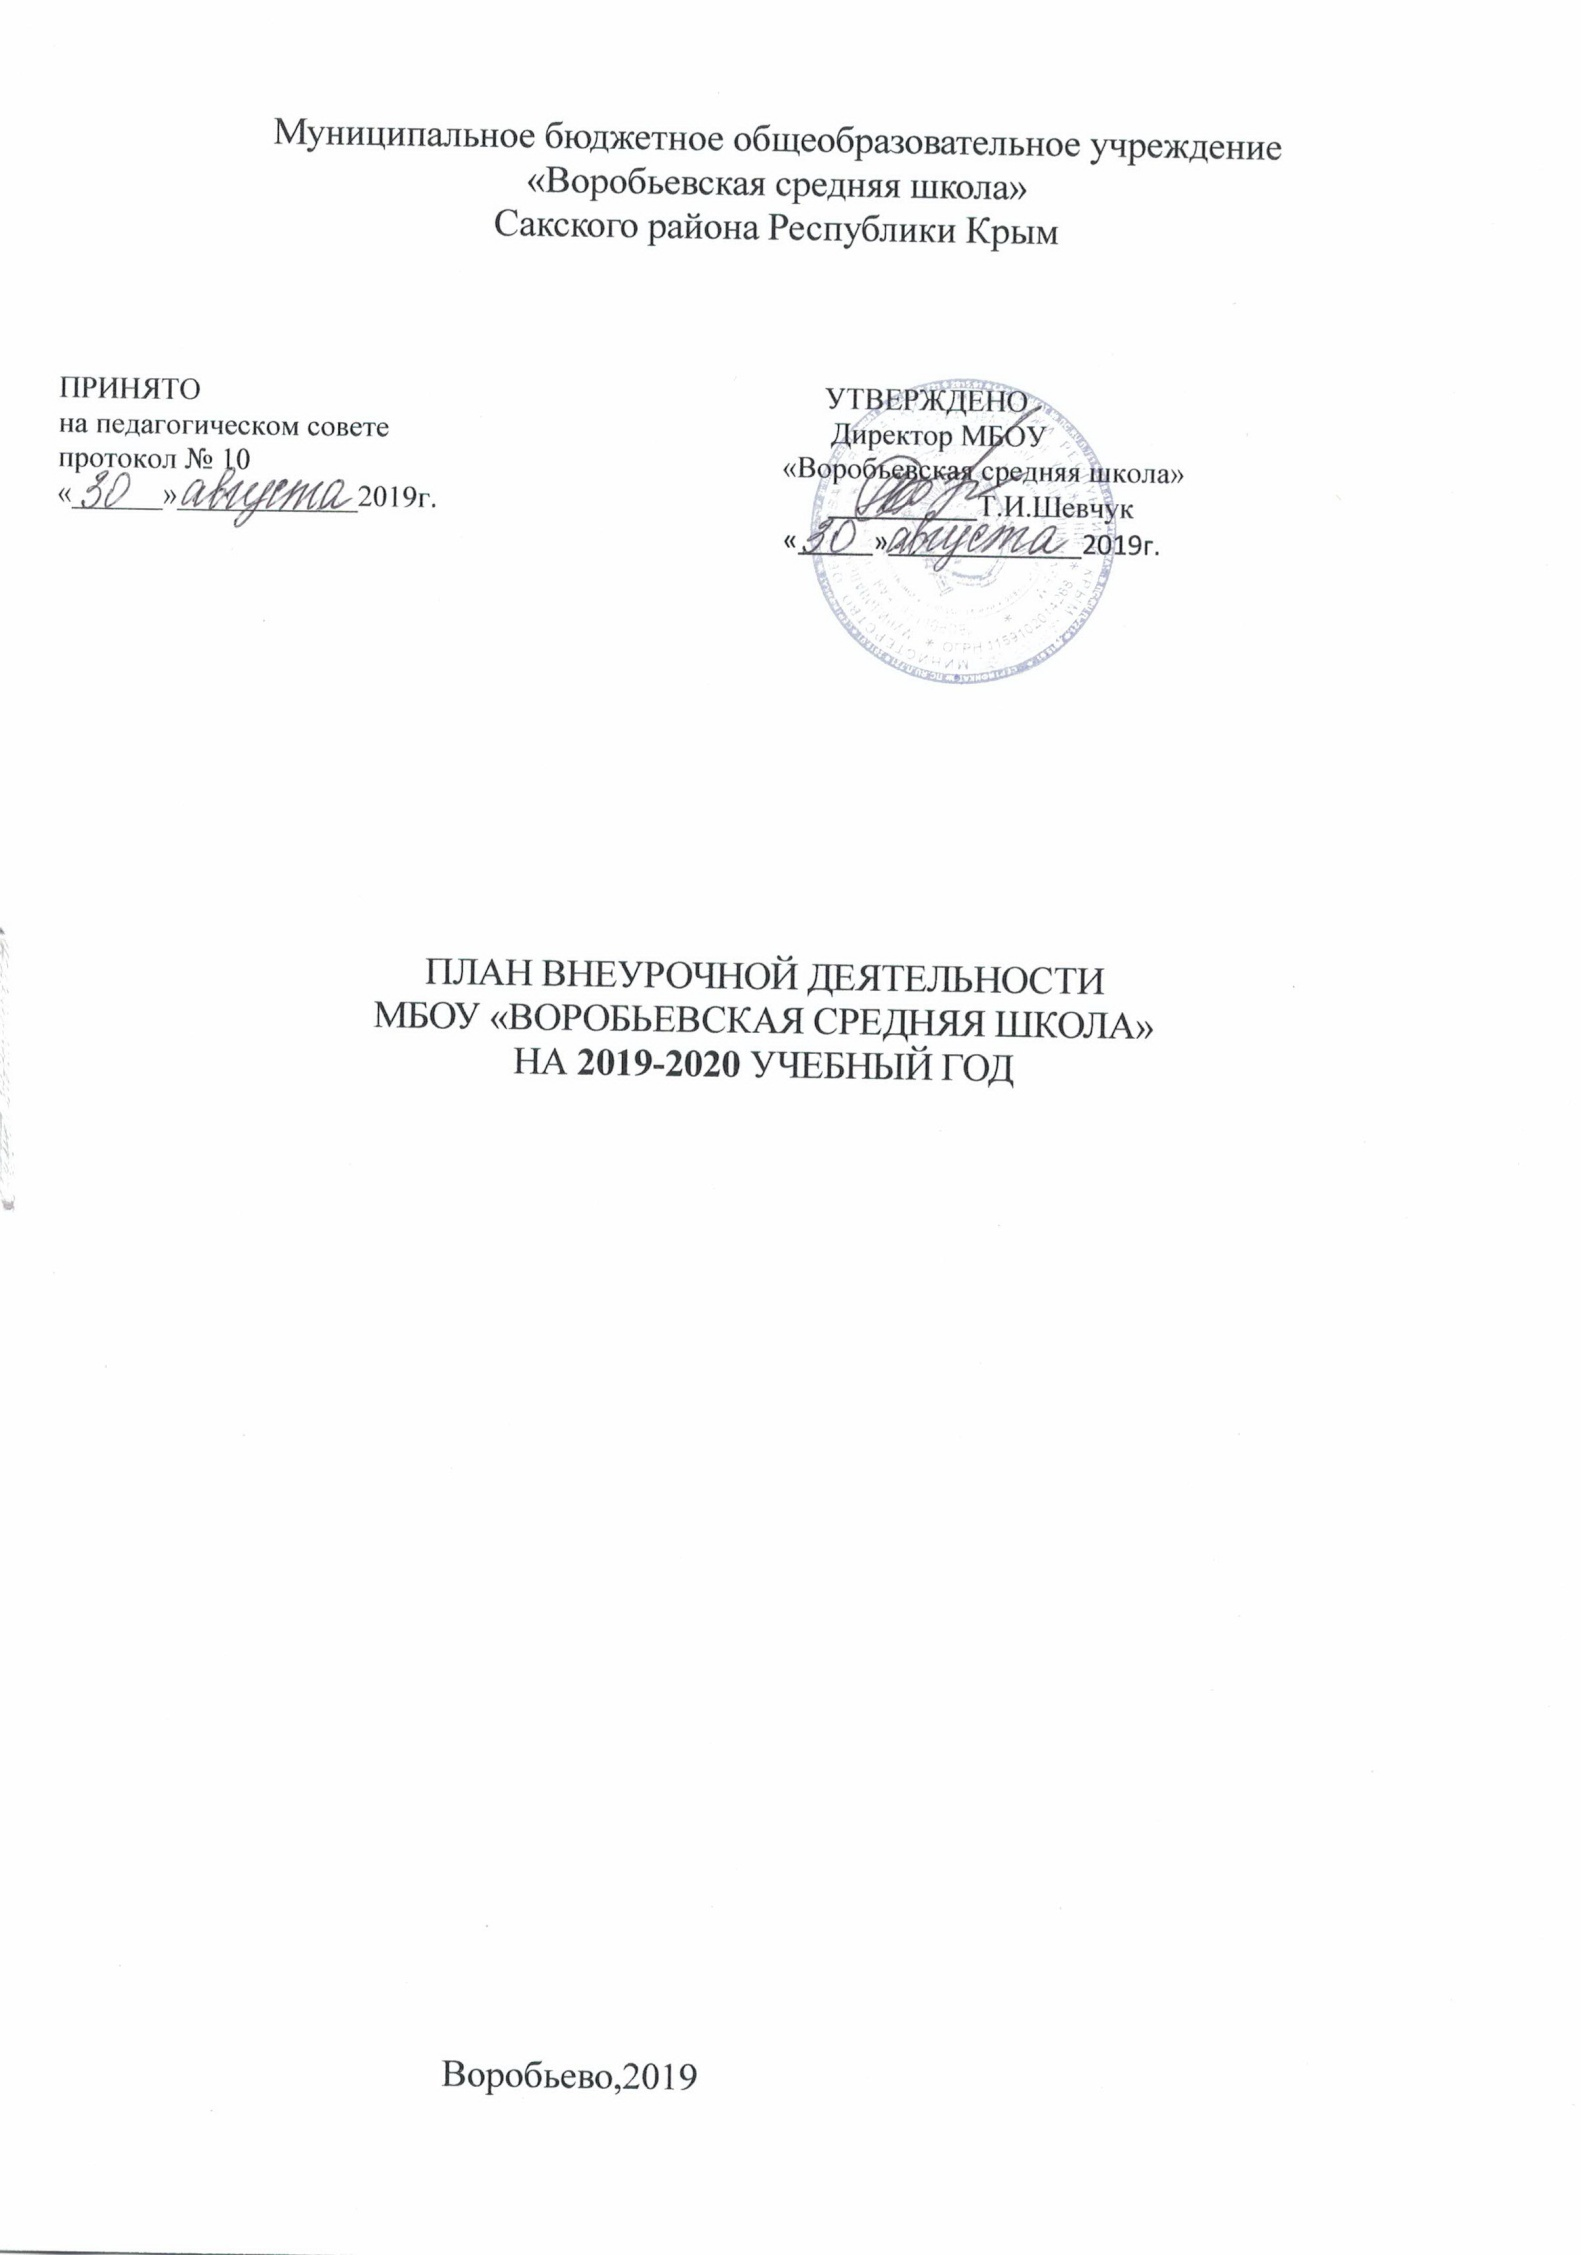 Муниципальное бюджетное общеобразовательное учреждение
«Воробьевская средняя школа»
Сакского района Республики Крым
ПРИНЯТО
на педагогическом совете
протокол № 10
«30» августа 2019г.
УТВЕРЖДЕНО
Директор МБОУ
«Воробьевская средняя школа»
Т.И.Шевчук
«30» августа 2019г.
ПЛАН ВНЕУРОЧНОЙ ДЕЯТЕЛЬНОСТИ
МБОУ «ВОРОБЬЕВСКАЯ СРЕДНЯЯ ШКОЛА»
НА 2019-2020 УЧЕБНЫЙ ГОД
Воробьево,2019